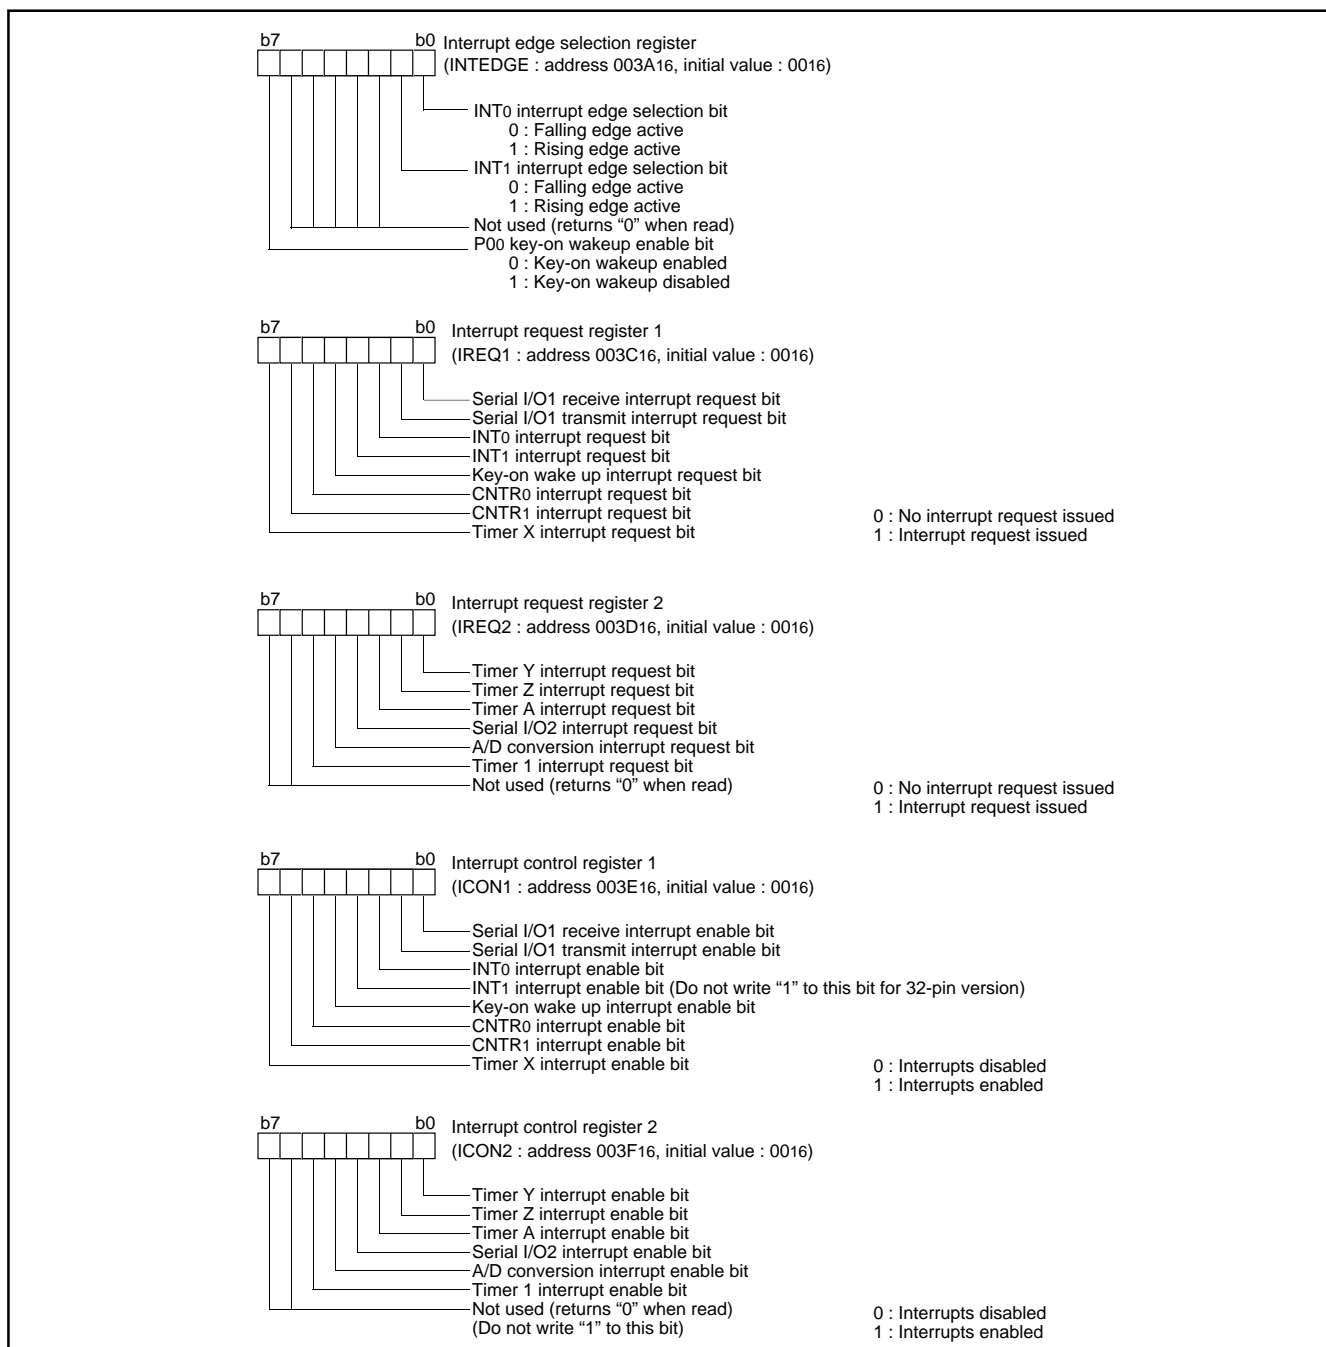 b7 b0 Interrupt edge selection register
(INTEDGE : address 003A16, initial value : 0016)
INT0 interrupt edge selection bit
0 : Falling edge active
1 : Rising edge active
INT1 interrupt edge selection bit
0 : Falling edge active
1 : Rising edge active
Not used (returns “0” when read)
P00 key-on wakeup enable bit
0 : Key-on wakeup enabled
1 : Key-on wakeup disabled
b7 b0 Interrupt request register 1
(IREQ1 : address 003C16, initial value : 0016)
Serial I/O1 receive interrupt request bit
Serial I/O1 transmit interrupt request bit
INT0 interrupt request bit
INT1 interrupt request bit
Key-on wake up interrupt request bit
CNTR0 interrupt request bit
CNTR1 interrupt request bit
Timer X interrupt request bit
0 : No interrupt request issued
1 : Interrupt request issued
b7 b0 Interrupt request register 2
(IREQ2 : address 003D16, initial value : 0016)
Timer Y interrupt request bit
Timer Z interrupt request bit
Timer A interrupt request bit
Serial I/O2 interrupt request bit
A/D conversion interrupt request bit
Timer 1 interrupt request bit
Not used (returns “0” when read)
0 : No interrupt request issued
1 : Interrupt request issued
b7 b0 Interrupt control register 1
(ICON1 : address 003E16, initial value : 0016)
Serial I/O1 receive interrupt enable bit
Serial I/O1 transmit interrupt enable bit
INT0 interrupt enable bit
INT1 interrupt enable bit (Do not write “1” to this bit for 32-pin version)
Key-on wake up interrupt enable bit
CNTR0 interrupt enable bit
CNTR1 interrupt enable bit
Timer X interrupt enable bit
0 : Interrupts disabled
1 : Interrupts enabled
b7 b0 Interrupt control register 2
(ICON2 : address 003F16, initial value : 0016)
Timer Y interrupt enable bit
Timer Z interrupt enable bit
Timer A interrupt enable bit
Serial I/O2 interrupt enable bit
A/D conversion interrupt enable bit
Timer 1 interrupt enable bit
Not used (returns “0” when read)
(Do not write “1” to this bit)
0 : Interrupts disabled
1 : Interrupts enabled